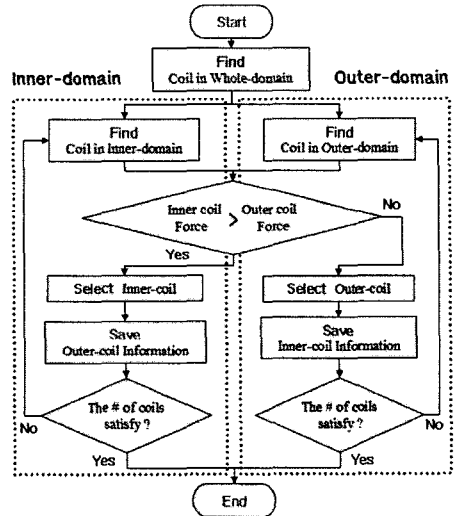 Start
Find
Coil in Whole-domain
Inner-domain
Outer-domain
Find
Coil in Inner-domain
Find
Coil in Outer-domain
Inner coil > Outer coil
Force Force
No
Yes
Select Inner-coil
Select Outer-coil
Save
Outer-coil Information
Save
Inner-coil Information
The # of coils
satisfy ?
The # of coils
satisfy ?
No
No
Yes
Yes
End